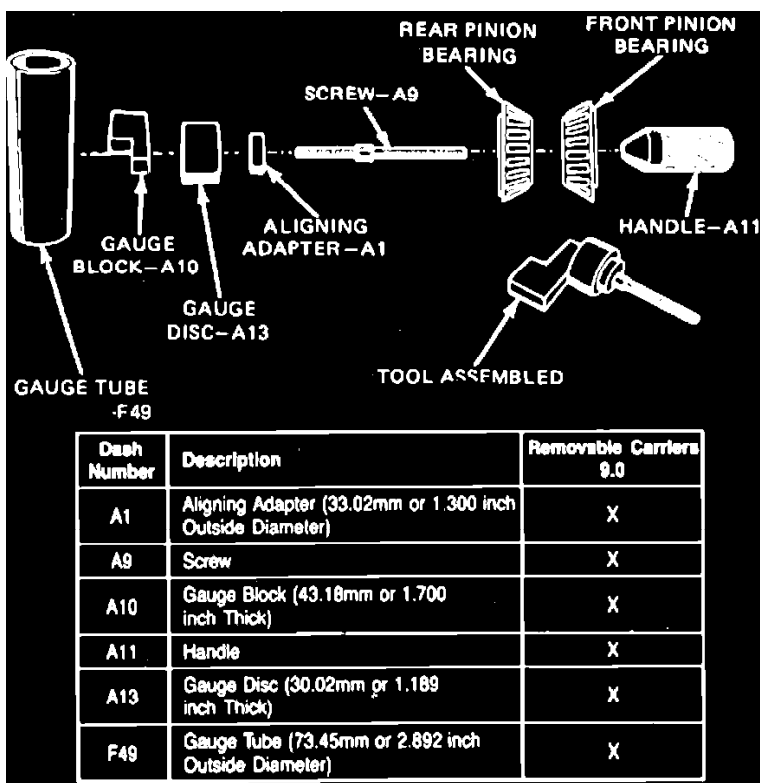 REAR PINION
BEARING
FRONT PINION
BEARING
SCREW—A9
GAUGE
BLOCK—A10
ALIGNING
ADAPTER—A1
HANDLE—A11
GAUGE
DISC—A13
TOOL ASSEMBLED
GAUGE TUBE
-F49
Dash
Number
Description
Removable Carriers
9.0
A1
Aligning Adapter (33.02mm or 1.300 inch
Outside Diameter)
X
A9
Screw
X
A10
Gauge Block (43.18mm or 1.700
inch Thick)
X
A11
Handle
X
A13
Gauge Disc (30.02mm or 1.189
inch Thick)
X
F49
Gauge Tube (73.45mm or 2.892 inch
Outside Diameter)
X